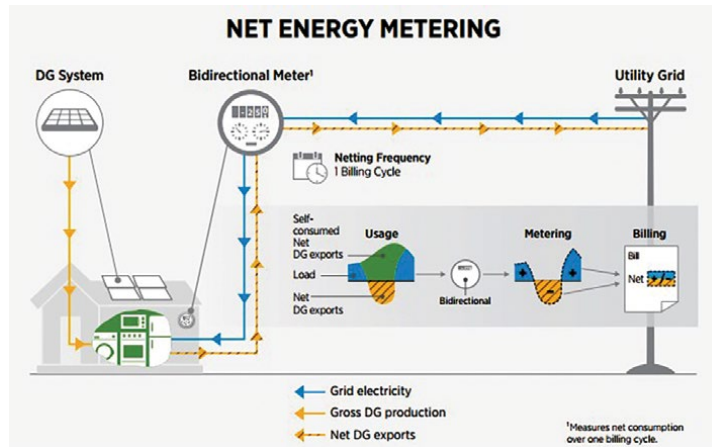 NET ENERGY METERING
DG System
Bidirectional Meter¹
Utility Grid
Netting Frequency
1 Billing Cycle
Self-
consumed
Net
DG exports
Load
Net
DG exports
Usage
Bidirectional
Metering
Billing
Bill
Net
+/-
Grid electricity
Gross DG production
Net DG exports
¹Measures net consumption
over one billing cycle.